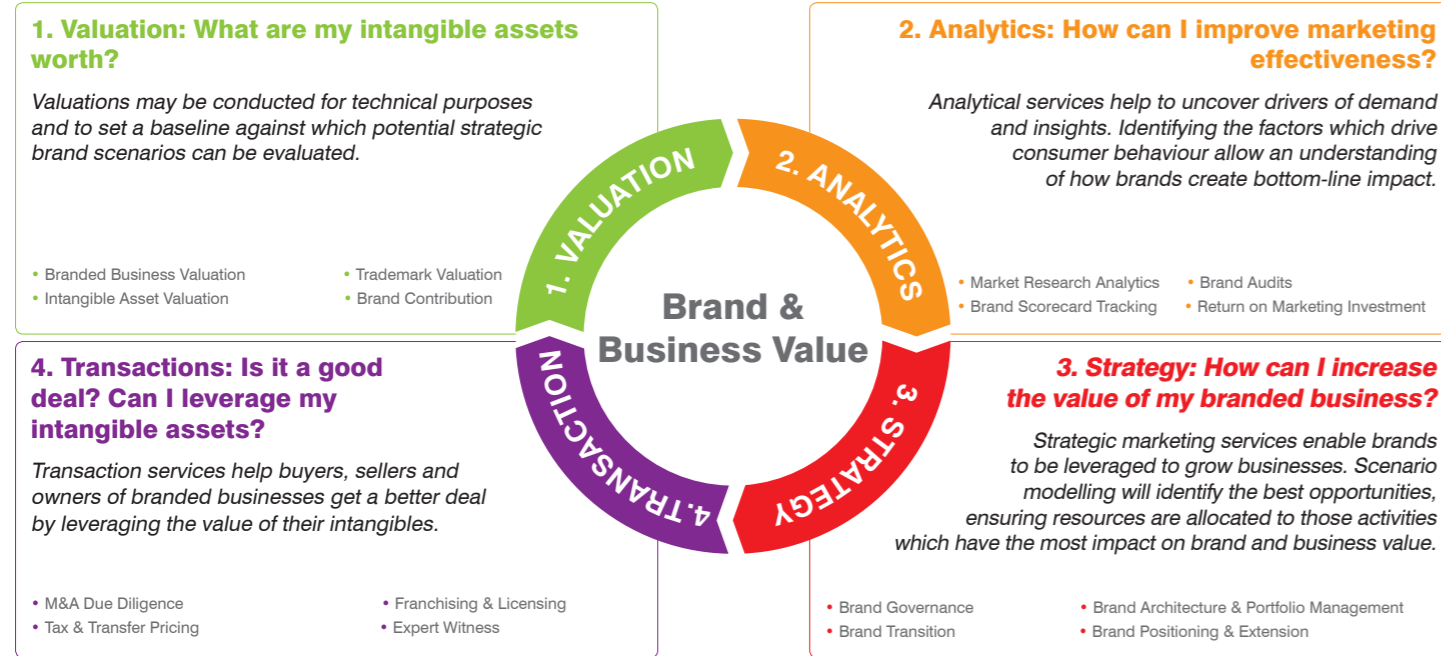 1. Valuation: What are my intangible assets
worth?
Valuations may be conducted for technical purposes
and to set a baseline against which potential strategic
brand scenarios can be evaluated.
• Branded Business Valuation
• Trademark Valuation
• Intangible Asset Valuation
• Brand Contribution
2. Analytics: How can I improve marketing
effectiveness?
Analytical services help to uncover drivers of demand
and insights. Identifying the factors which drive
consumer behaviour allow an understanding
of how brands create bottom-line impact.
• Market Research Analytics
• Brand Audits
• Brand Scorecard Tracking
• Return on Marketing Investment
1. VALUATION
2. ANALYTICS
3. STRATEGY
4.TRANSACTION
Brand &
Business Value
4. Transactions: Is it a good
deal? Can I leverage my
intangible assets?
Transaction services help buyers, sellers and
owners of branded businesses get a better deal
by leveraging the value of their intangibles.
• M&A Due Diligence
• Franchising & Licensing
• Tax & Transfer Pricing
• Expert Witness
3. Strategy: How can I increase
the value of my branded business?
Strategic marketing services enable brands
to be leveraged to grow businesses. Scenario
modelling will identify the best opportunities,
ensuring resources are allocated to those activities
which have the most impact on brand and business value.
• Brand Governance
• Brand Architecture & Portfolio Management
• Brand Transition
• Brand Positioning & Extension